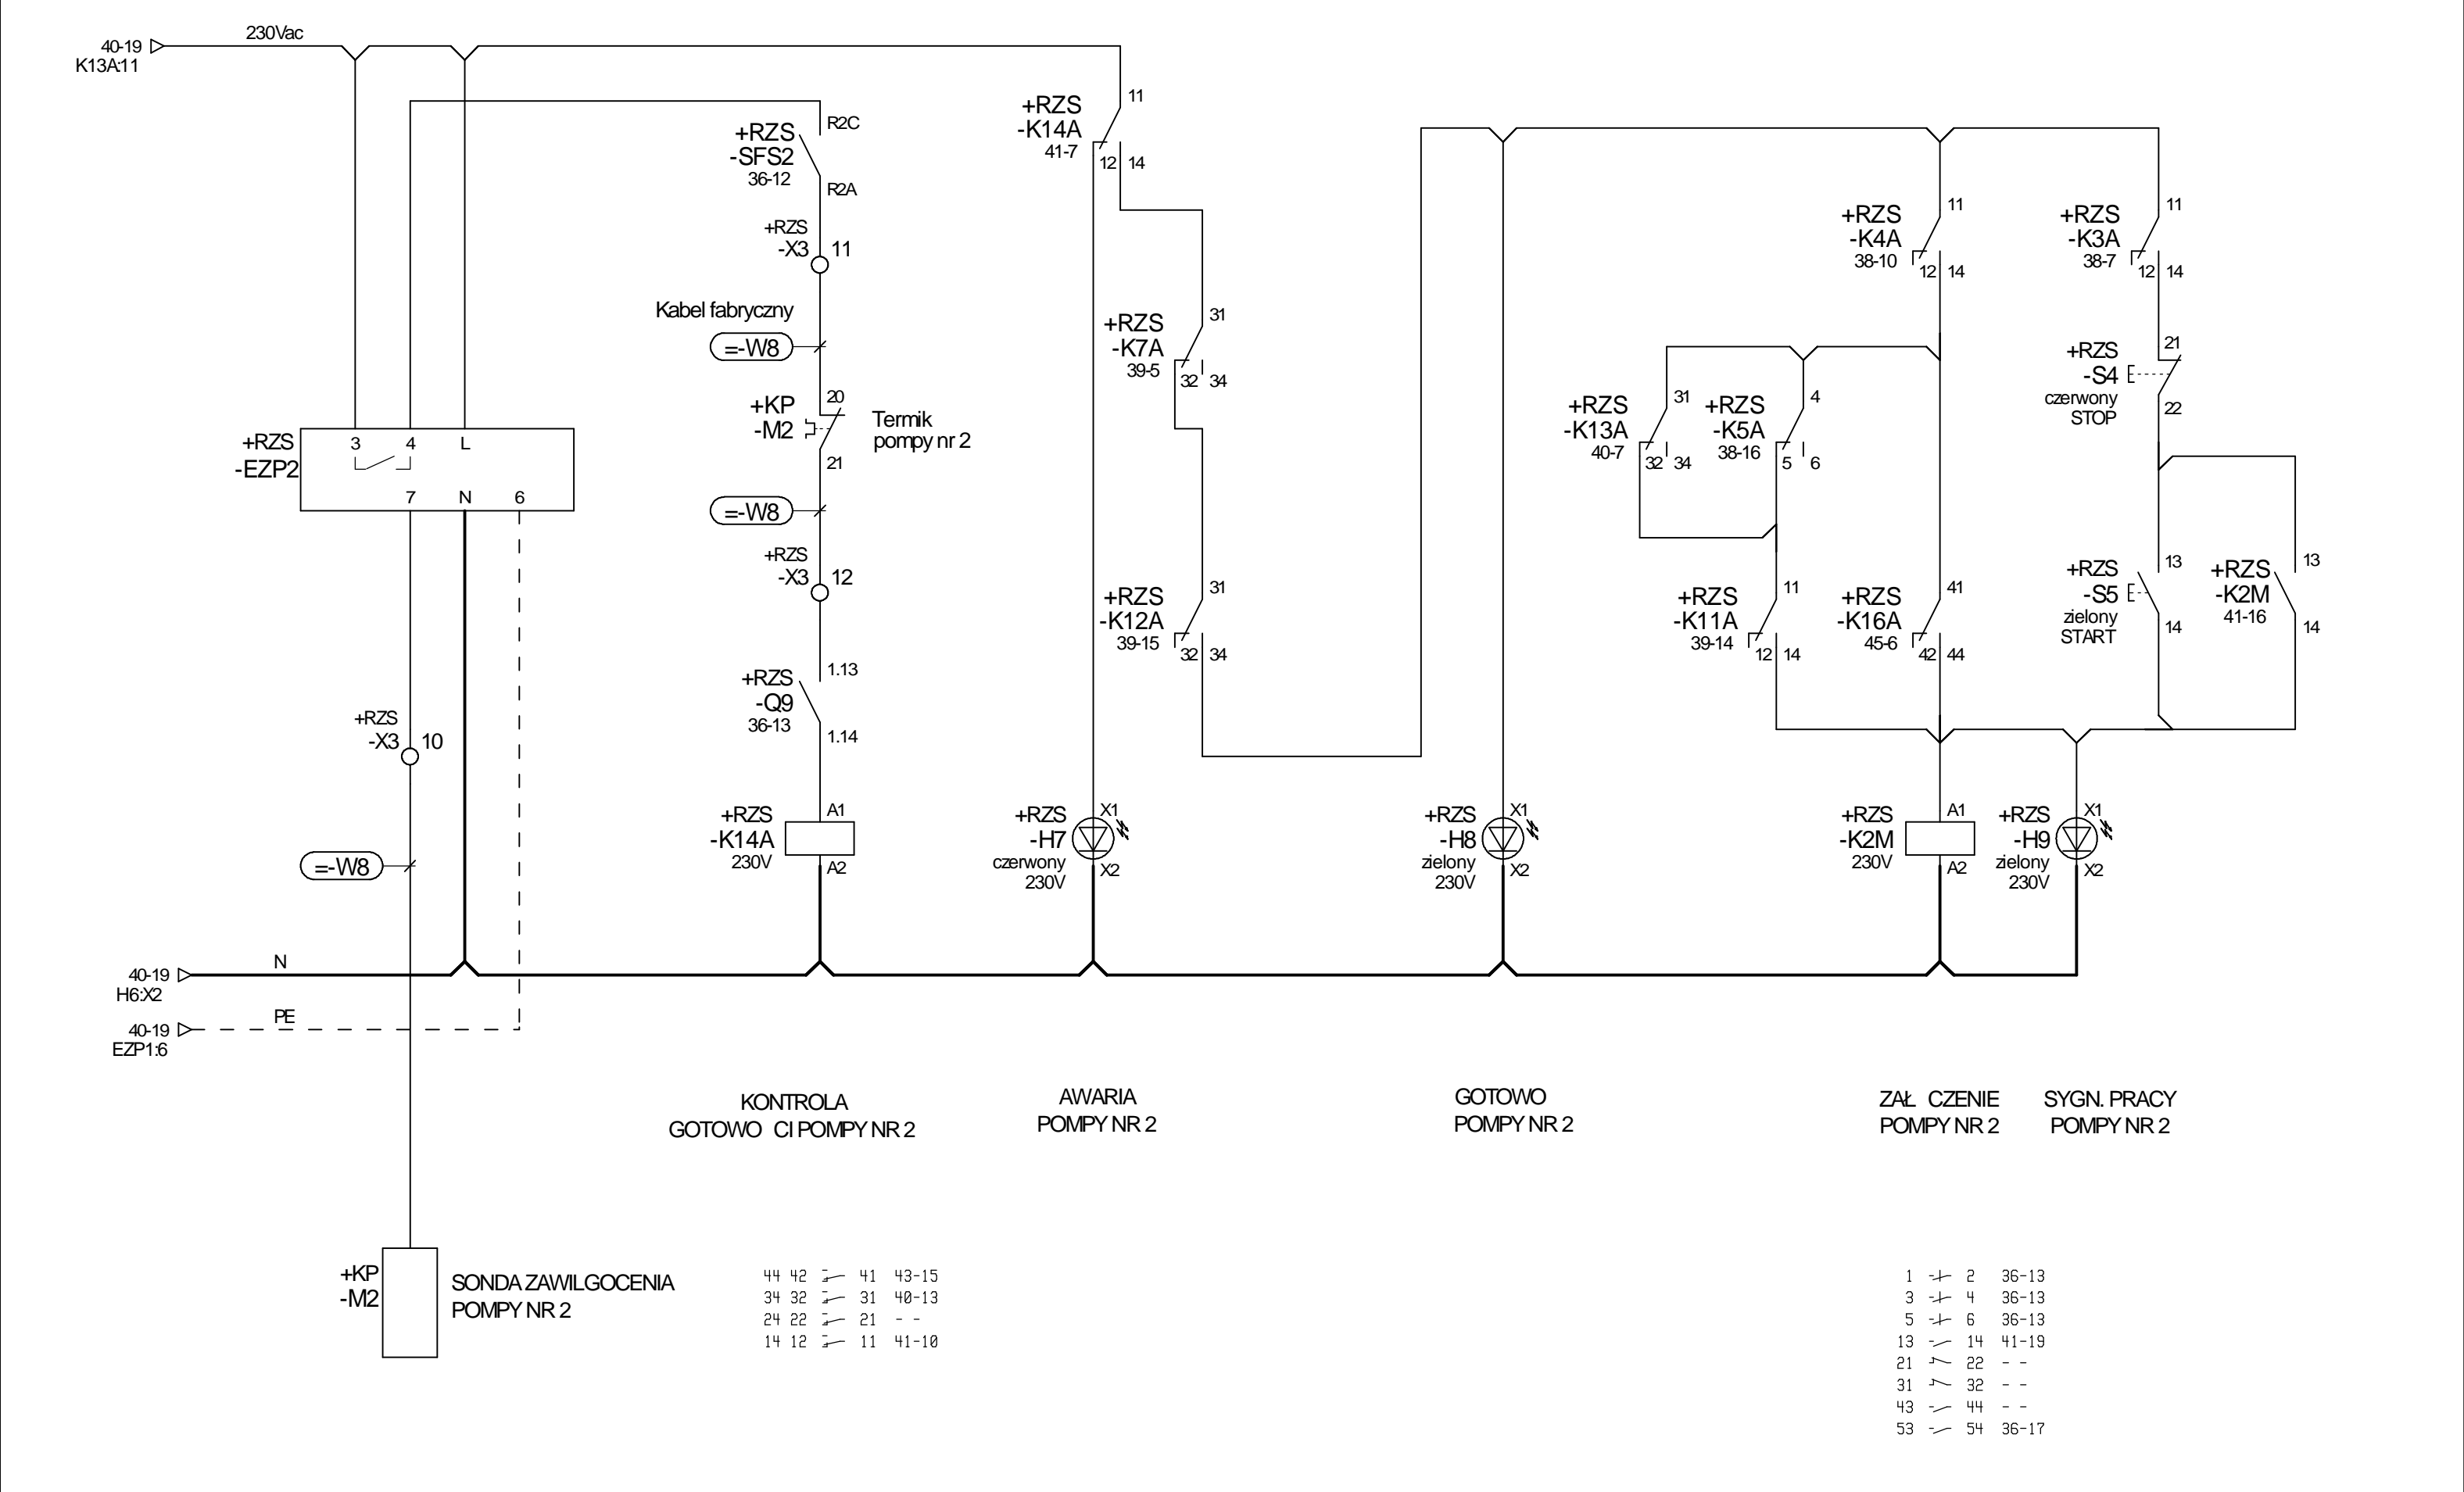 230Vac
40-19
K13A:11
+RZS
-EZP2
3 4 L
7 N 6
+RZS
-X3 10
=-W8
40-19
H6:X2
N
40-19
EZP1:6
PE
+KP
-M2
SONDA ZAWILGOCENIA
POMPY NR 2
+RZS
-SFS2
36-12
R2C
R2A
+RZS
-X3 11
Kabel fabryczny
=-W8
+KP
-M2
20
21
Termik
pompy nr 2
=-W8
+RZS
-X3 12
+RZS
-Q9
36-13
1.13
1.14
+RZS
-K14A
230V
A1
A2
KONTROLA
GOTOWO CI POMPY NR 2
44 42 41 43-15
34 32 31 40-13
24 22 21 - -
14 12 11 41-10
+RZS
-K14A
41-7
11
12 14
+RZS
-K7A
39-5
31
32 34
+RZS
-K12A
39-15
31
32 34
+RZS
-H7
czerwony
230V
X1
X2
AWARIA
POMPY NR 2
+RZS
-H8
zielony
230V
X1
X2
GOTOWO
POMPY NR 2
+RZS
-K4A
38-10
11
12 14
+RZS
-K13A
40-7
31
32 34
+RZS
-K5A
38-16
4
5 6
+RZS
-K11A
39-14
11
12 14
+RZS
-K16A
45-6
41
42 44
+RZS
-K2M
230V
A1
A2
ZAŁ CZENIE
POMPY NR 2
+RZS
-K3A
38-7
11
12 14
+RZS
-S4
czerwony
STOP
21
22
+RZS
-S5
zielony
START
13
14
+RZS
-K2M
41-16
13
14
+RZS
-H9
zielony
230V
X1
X2
SYGN. PRACY
POMPY NR 2
1 2 36-13
3 4 36-13
5 6 36-13
13 14 41-19
21 22 - -
31 32 - -
43 44 - -
53 54 36-17